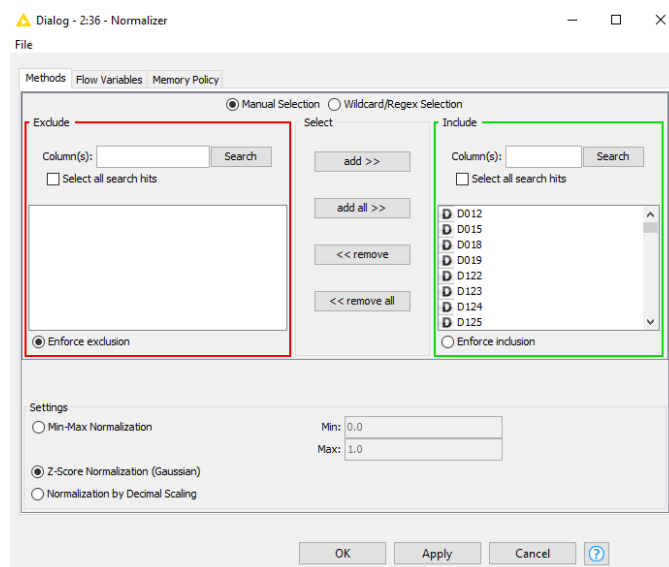 Dialog - 2:36 - Normalizer
File
Methods Flow Variables Memory Policy
Manual Selection Wildcard/Regex Selection
Exclude
Column(s): Search
Select all search hits
Enforce exclusion
Select
add >>
add all >>
<< remove
<< remove all
Include
Column(s): Search
Select all search hits
D D012
D D015
D D018
D D019
D D122
D D123
D D124
D D125
Enforce inclusion
Settings
Min-Max Normalization
Min: 0.0
Max: 1.0
Z-Score Normalization (Gaussian)
Normalization by Decimal Scaling
OK Apply Cancel ?